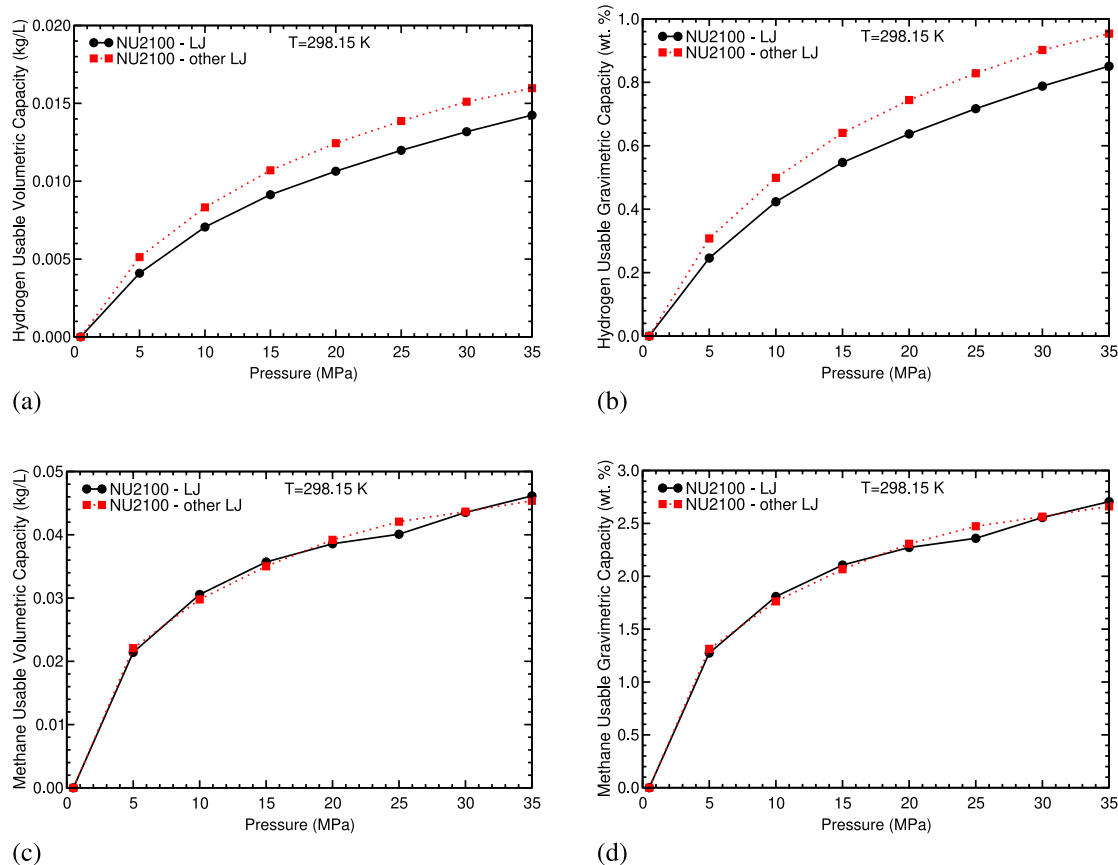 Hydrogen Usable Volumetric Capacity (kg/L)
0.020
0.015
0.010
0.005
0.000
NU2100 - LJ
NU2100 - other LJ
T=298.15 K
0 5 10 15 20 25 30 35
Pressure (MPa)
(a)
Hydrogen Usable Gravimetric Capacity (wt. %)
1.0
0.8
0.6
0.4
0.2
0.0
NU2100 - LJ
NU2100 - other LJ
T=298.15 K
0 5 10 15 20 25 30 35
Pressure (MPa)
(b)
Methane Usable Volumetric Capacity (kg/L)
0.05
0.04
0.03
0.02
0.01
0.00
NU2100 - LJ
NU2100 - other LJ
T=298.15 K
0 5 10 15 20 25 30 35
Pressure (MPa)
(c)
Methane Usable Gravimetric Capacity (wt. %)
3.0
2.5
2.0
1.5
1.0
0.5
0.0
NU2100 - LJ
NU2100 - other LJ
T=298.15 K
0 5 10 15 20 25 30 35
Pressure (MPa)
(d)